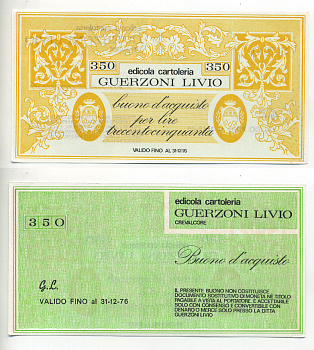 350 350
edicola cartoleria
GUERZONI LIVIO
buono d'acquisto
per lire
trecentocinquanta
VALIDO FINO AL 31-12-76
edicola cartoleria
GUERZONI LIVIO
CREVALCORE
350
Buono d'acquisto
G.L.
VALIDO FINO al 31-12-76
IL PRESENTE BUONO NON COSTITUISCE
DOCUMENTO SOSTITUTIVO DI MONETA NÉ TITOLO
PAGABILE A VISTA AL PORTATORE. È ACCETTABILE
SOLO CON CONSENSO E CONVERTIBILE CON
DENARO O MERCE SOLO PRESSO LA DITTA
GUERZONI LIVIO